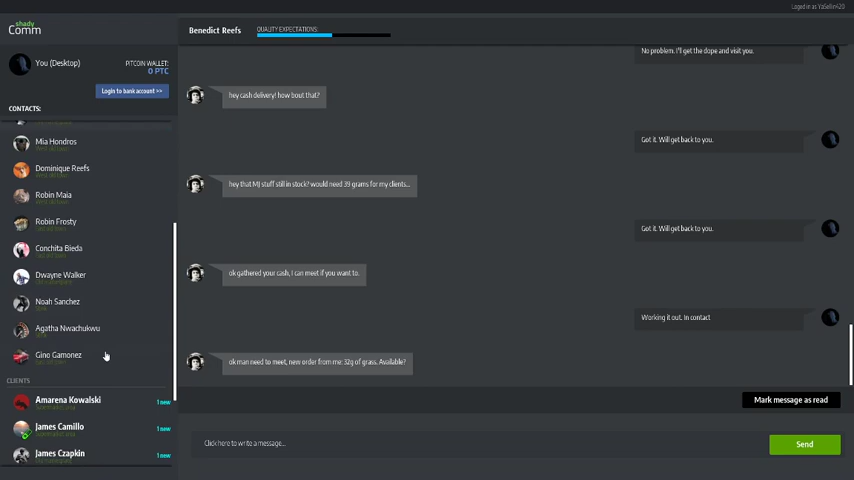 Logged in as YaSellin420
shady
Comm
Benedict Reefs
QUALITY EXPECTATIONS:
You (Desktop)
PITCOIN WALLET:
0 PTC
Login to bank account >>
CONTACTS:
Mia Hondros
Dominique Reefs
Robin Maia
Robin Frosty
Conchita Bieda
Dwayne Walker
Noah Sanchez
Agatha Nwachukwu
Gino Gamonez
CLIENTS
Amarena Kowalski
1 new
James Camillo
1 new
James Czapkin
1 new
No problem. I'll get the dope and visit you.
hey cash delivery! how bout that?
Got it. Will get back to you.
hey that MJ stuff still in stock? would need 39 grams for my clients...
Got it. Will get back to you.
ok gathered your cash, I can meet if you want to.
Working it out. In contact
ok man need to meet, new order from me: 32g of grass. Available?
Mark message as read
Click here to write a message...
Send